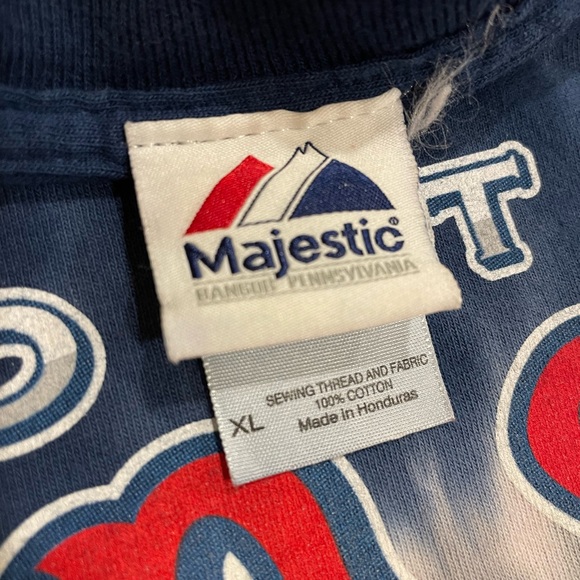 T
Majestic®
BANGOR PENNSYLVANIA
SEWING THREAD AND FABRIC
100% COTTON
XL
Made in Honduras